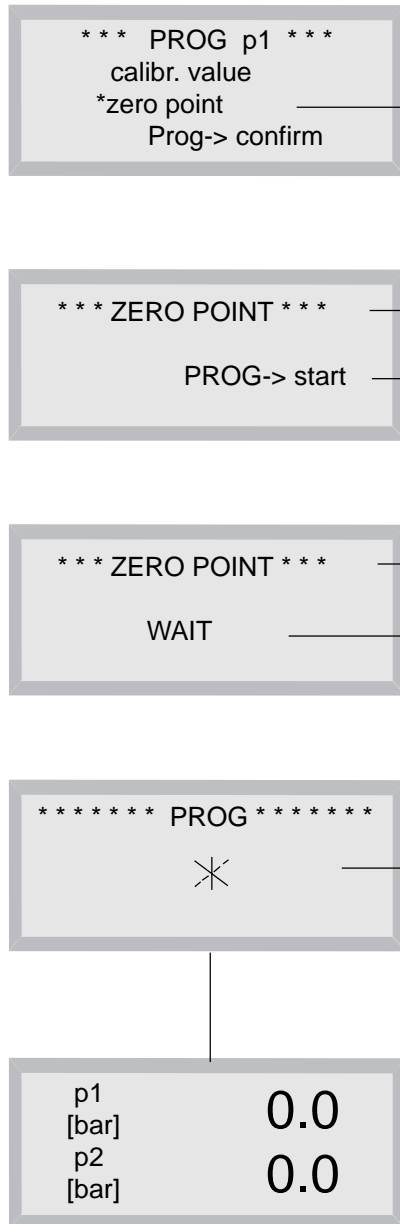 * * * PROG p1 * * *
calibr. value
*zero point
Prog-> confirm
* * * ZERO POINT * * *
PROG-> start
* * * ZERO POINT * * *
WAIT
* * * * * * * PROG * * * * * * *
p1 0.0
[bar]
p2 0.0
[bar]